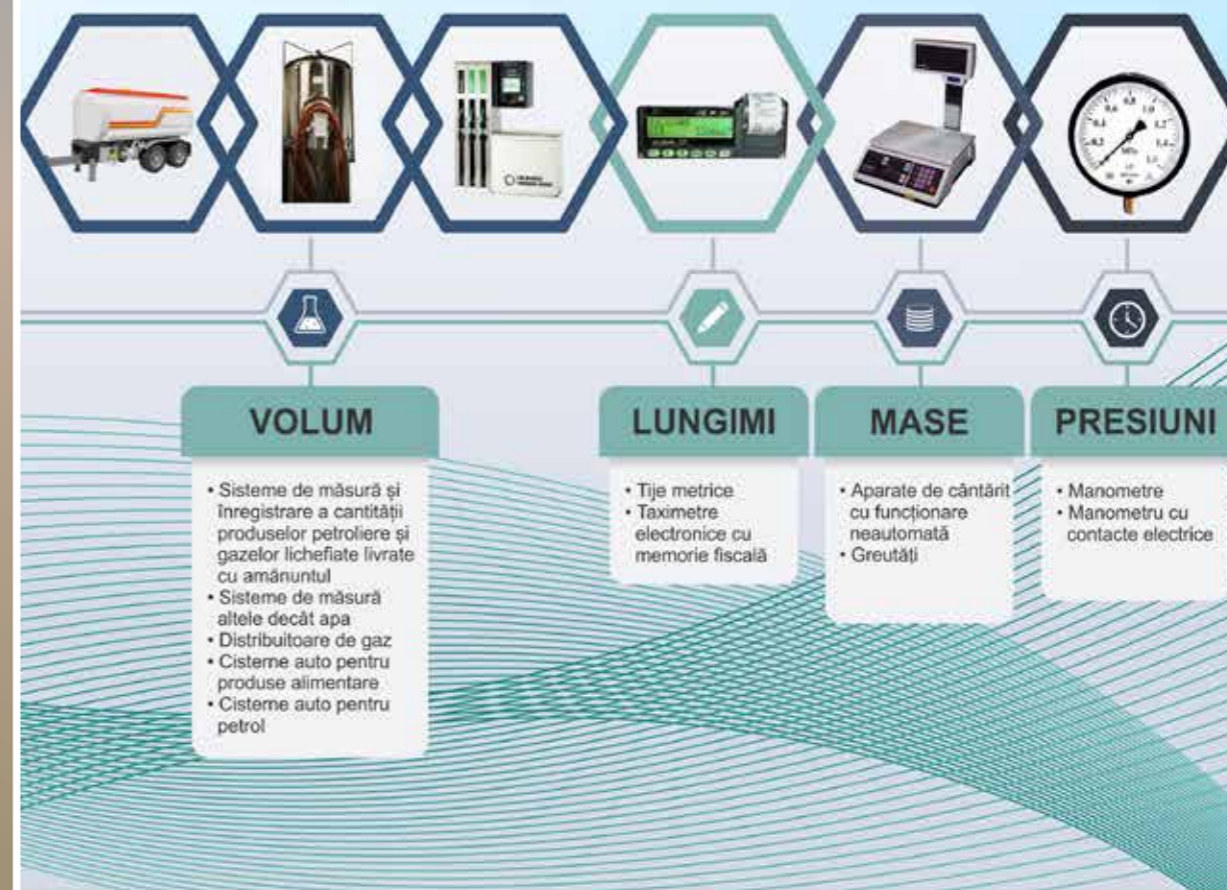 VOLUM
• Sisteme de măsură și
înregistrare a cantității
produselor petroliere și
gazelor lichefiate livrate
cu amănuntul
• Sisteme de măsură
altele decât apa
• Distribuitoare de gaz
• Cisterne auto pentru
produse alimentare
• Cisterne auto pentru
petrol
LUNGIMI
• Tije metrice
• Taximetre
electronice cu
memorie fiscală
MASE
• Aparate de cântărit
cu funcționare
neautomată
• Greutăți
PRESIUNI
• Manometre
• Manometru cu
contacte electrice